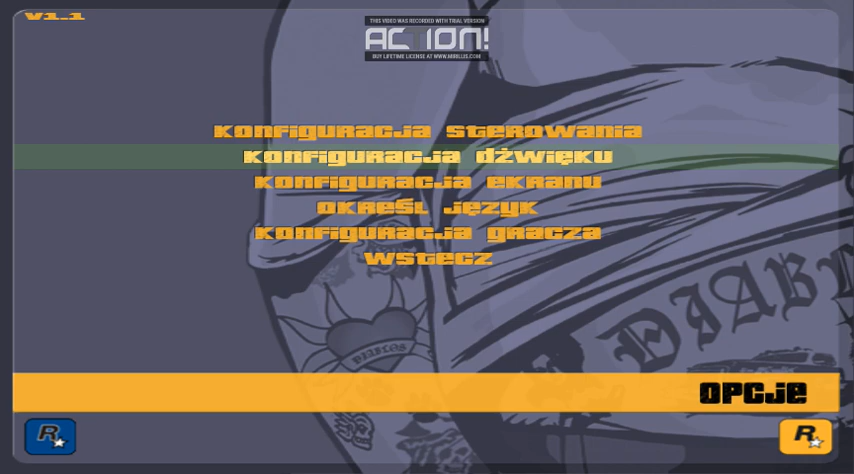 v1.1
THIS VIDEO WAS RECORDED WITH TRIAL VERSION
ACTION!
BUY LIFETIME LICENSE AT WWW.MIRILLIS.COM
Konfiguracja sterowania
Konfiguracja dźwięku
Konfiguracja ekranu
Określ język
Konfiguracja gracza
Wstecz
DIABLOS
DIABL
Opcje
R
R